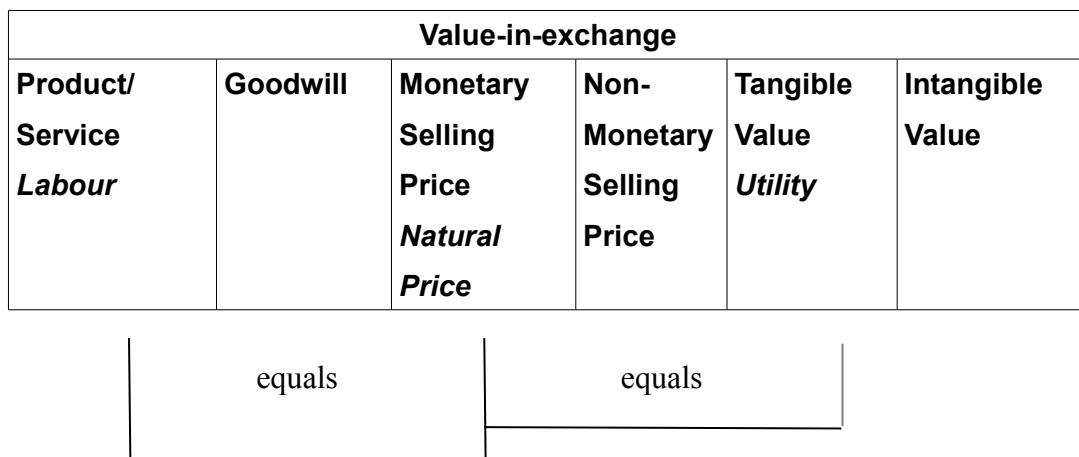 Value-in-exchange
Product/
Service
Labour
Goodwill
Monetary
Selling
Price
Natural
Price
Non-
Monetary
Selling
Price
Tangible
Value
Utility
Intangible
Value
equals
equals